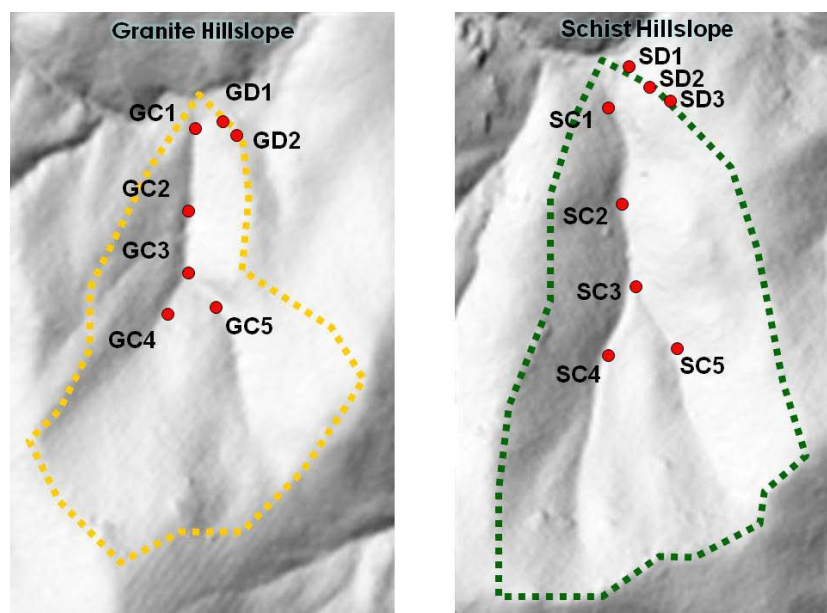 Granite Hillslope
GD1
GC1
GD2
GC2
GC3
GC4
GC5
Schist Hillslope
SD1
SD2
SD3
SC1
SC2
SC3
SC4
SC5